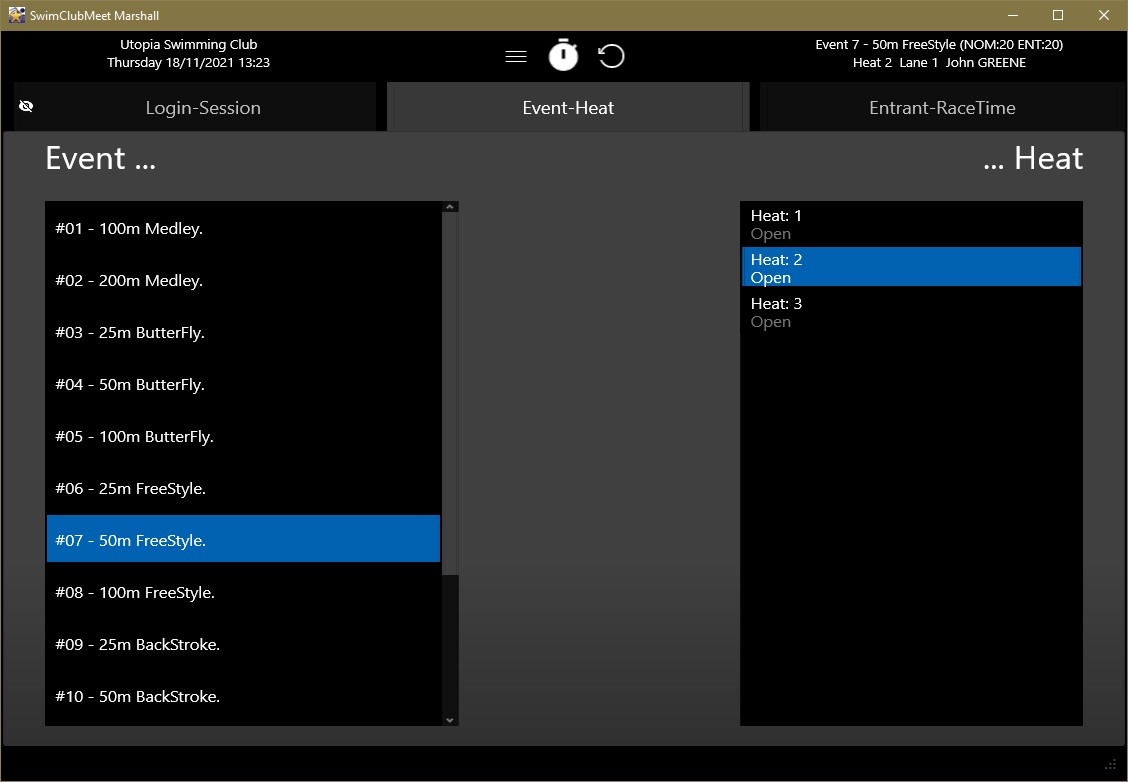 SwimClubMeet Marshall
Utopia Swimming Club
Thursday 18/11/2021 13:23
Event 7 - 50m FreeStyle (NOM:20 ENT:20)
Heat 2 Lane 1 John GREENE
Login-Session
Event-Heat
Entrant-RaceTime
Event ...
... Heat
#01 - 100m Medley.
#02 - 200m Medley.
#03 - 25m ButterFly.
#04 - 50m ButterFly.
#05 - 100m ButterFly.
#06 - 25m FreeStyle.
#07 - 50m FreeStyle.
#08 - 100m FreeStyle.
#09 - 25m BackStroke.
#10 - 50m BackStroke.
Heat: 1
Open
Heat: 2
Open
Heat: 3
Open